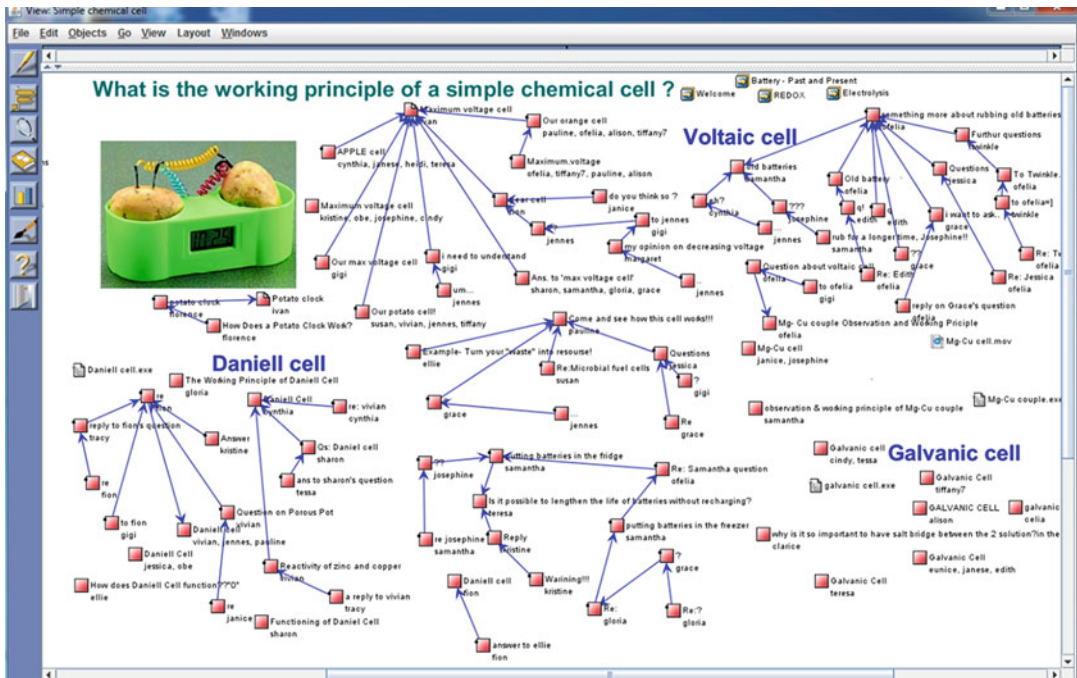 View: Simple chemical cell
File Edit Objects Go View Layout Windows
What is the working principle of a simple chemical cell ?
Battery - Past and Present
Welcome
REDOX
Electrolysis
Maximum voltage cell
ivan
Our orange cell
pauline, ofelia, alison, tiffany7
Voltaic cell
something more about rubbing old batteries
ofelia
Furthur questions
twinkle
APPLE cell
cynthia, janese, heidi, teresa
Maximum.voltage
ofelia, tiffany7, pauline, alison
old batteries
samantha
Old battery
ofelia
Questions
jessica
To Twinkle.
ofelia
Maximum voltage cell
kristine, obe, josephine, cindy
fion
do you think so ?
janice
to jennes
gigi
jennes
eh?
cynthia
???
josephine
q!
edith
q
edith
i want to ask..
grace
to ofelia=]
twinkle
...
jennes
rub for a longer time, Josephine!!
samantha
my opinion on decreasing voltage
margaret
Our max voltage cell
gigi
i need to understand
gigi
Ans. to 'max voltage cell'
sharon, samantha, gloria, grace
...
jennes
Question about voltaic cell
ofelia
??
grace
Re: Edith
ofelia
Re: Jessica
ofelia
ofelia
um...
jennes
to ofelia
gigi
potato clock
florence
Potato clock
ivan
Our potato cell!
susan, vivian, jennes, tiffany
reply on Grace's question
ofelia
How Does a Potato Clock Work?
florence
Come and see how this cell works!!!
pauline
Mg- Cu couple Observation and Working Priciple
ofelia
Mg-Cu cell.mov
Mg-Cu cell
janice, josephine
Daniell cell
Example- Turn your "waste" into resourse!
ellie
Re:Microbial fuel cells
susan
Questions
jessica
Daniell cell.exe
The Working Principle of Daniell Cell
gloria
?
gigi
re
fion
Daniell Cell
cynthia
re: vivian
cynthia
grace
...
jennes
Re
grace
observation & working principle of Mg-Cu couple
Mg-Cu couple.exe
reply to fion's question
tracy
Answer
kristine
Qs: Daniel cell
sharon
ans to sharon's question
tessa
??
josephine
Putting batteries in the fridge
samantha
Re: Samantha question
ofelia
Galvanic cell
cindy, tessa
Galvanic cell
re
fion
Is it possible to lengthen the life of batteries without recharging?
teresa
galvanic cell.exe
Galvanic Cell
tiffany7
to fion
gigi
Daniell cell
vivian, jennes, pauline
Question on Porous Pot
vivian
re josephine
samantha
Reply
kristine
putting batteries in the freezer
samantha
GALVANIC CELL
alison
galvanic
celia
why is it so important to have salt bridge between the 2 solution?in the
clarice
Daniell Cell
jessica, obe
Reactivity of zinc and copper
vivian
?
grace
Galvanic Cell
eunice, janese, edith
How does Daniell Cell function??"0"
ellie
a reply to vivian
tracy
Daniell cell
fion
Warining!!!
kristine
Galvanic Cell
teresa
re
janice
Functioning of Daniel Cell
sharon
Re:
gloria
Re:?
gloria
answer to ellie
fion